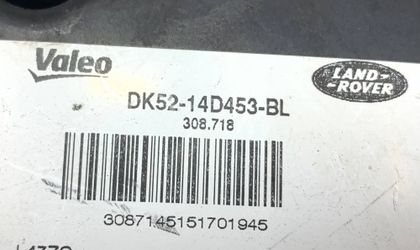 Valeo
LAND-
-ROVER
DK52-14D453-BL
308.718
3087145151701945